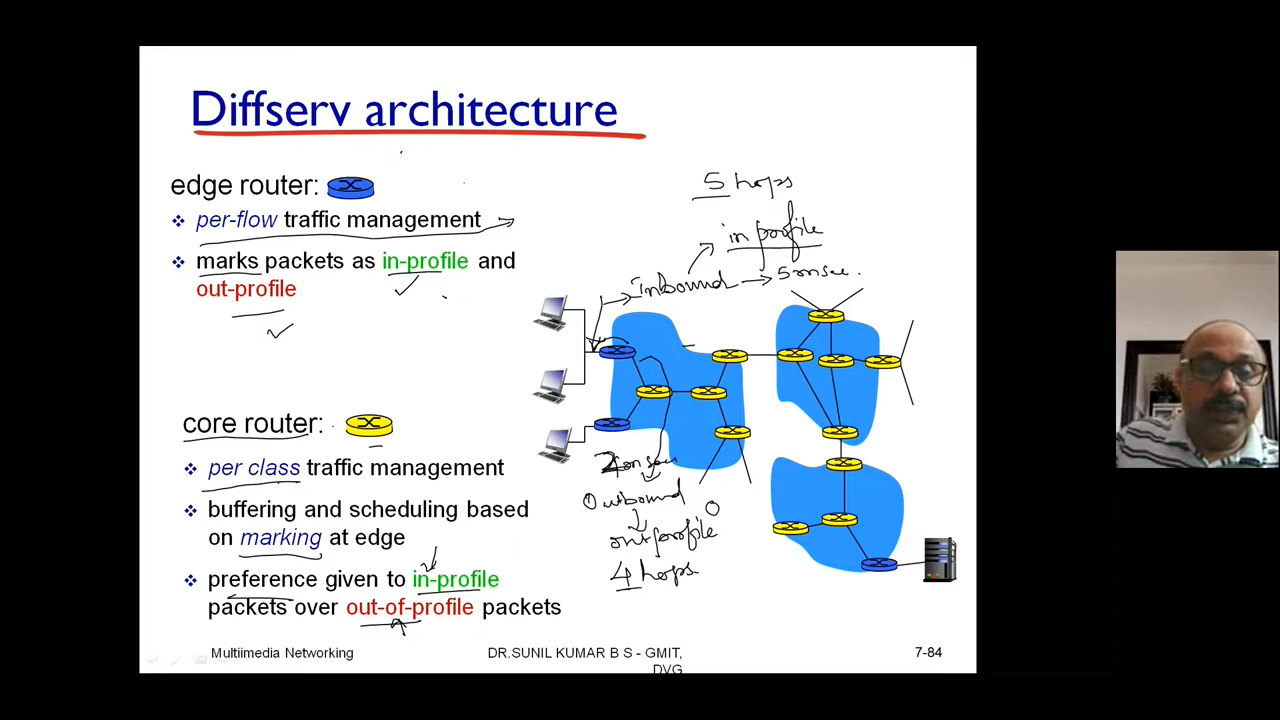 Diffserv architecture
edge router:
per-flow traffic management
marks packets as in-profile and
out-profile
core router:
per class traffic management
buffering and scheduling based
on marking at edge
preference given to in-profile
packets over out-of-profile packets
5 hops
in profile
Inbound 5 msec.
Outbound
out profile
4 hops
Multiimedia Networking
DR.SUNIL KUMAR B S - GMIT,
DVG
7-84